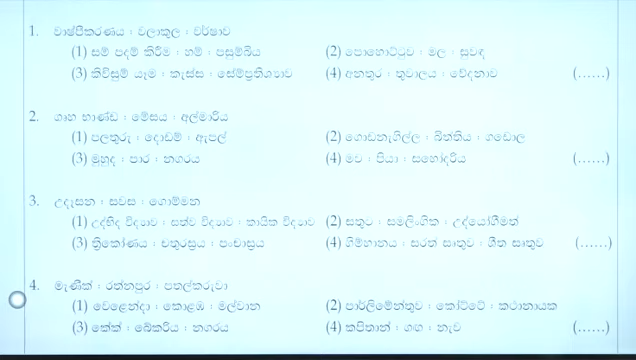 1. වාෂ්පීකරණය : වලාකුල : වර්ෂාව
(1) සම් පදම් කිරීම : හම් : පසුම්බිය (2) පොහොට්ටුව : මල : සුවඳ
(3) කිවිසුම් යෑම : කැස්ස : සේම්ප්‍රතිශ්‍යාව (4) අනතුර : තුවාලය : වේදනාව (......)
2. ගෘහ භාණ්ඩ : මේසය : අල්මාරිය
(1) පලතුරු : දොඩම් : ඇපල් (2) ගොඩනැගිල්ල : බිත්තිය : ගඩොල
(3) මුහුද : පාර : නගරය (4) මව : පියා : සහෝදරිය (......)
3. උදෑසන : සවස : ගොම්මන
(1) උද්භිද විද්‍යාව : සත්ව විද්‍යාව : කායික විද්‍යාව (2) සතුට : සමලිංගික : උද්යෝගීමත්
(3) ත්‍රිකෝණය : චතුරස්‍රය : පංචාස්‍රය (4) ගිම්හානය : සරත් සෘතුව : ශීත සෘතුව (......)
4. මැණික් : රත්නපුර : පතල්කරුවා
(1) වෙළෙන්දා : කොළඹ : මල්වාන (2) පාර්ලිමේන්තුව : කෝට්ටේ : කථානායක
(3) කේක් : බේකරිය : නගරය (4) කපිතාන් : ගඟ : නැව (......)